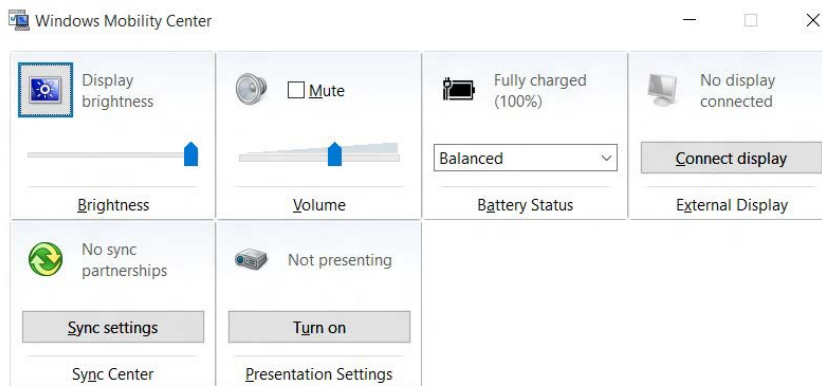 Windows Mobility Center
Display
brightness
Brightness
Mute
Volume
Fully charged
(100%)
Balanced
Battery Status
No display
connected
Connect display
External Display
No sync
partnerships
Sync settings
Sync Center
Not presenting
Turn on
Presentation Settings